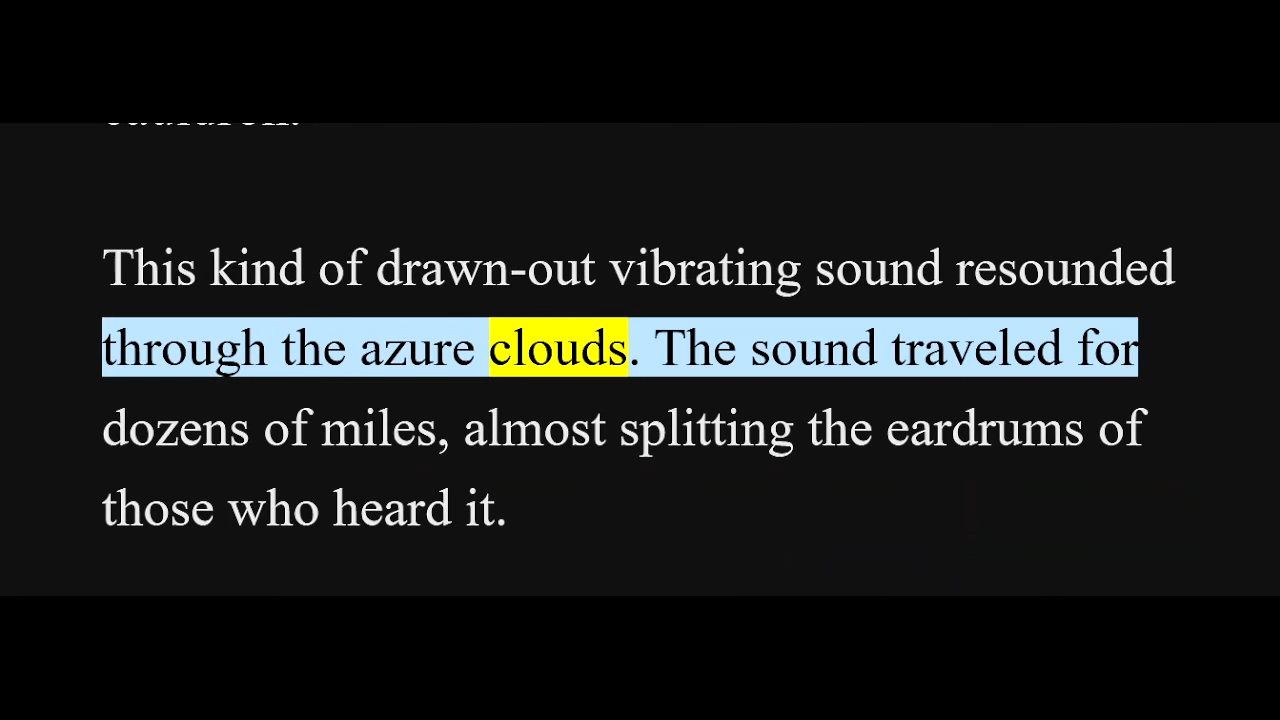 This kind of drawn-out vibrating sound resounded
through the azure clouds. The sound traveled for
dozens of miles, almost splitting the eardrums of
those who heard it.